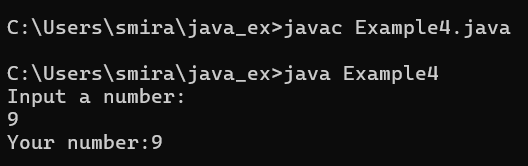 C:\Users\smira\java_ex>javac Example4.java
C:\Users\smira\java_ex>java Example4
Input a number:
9
Your number:9